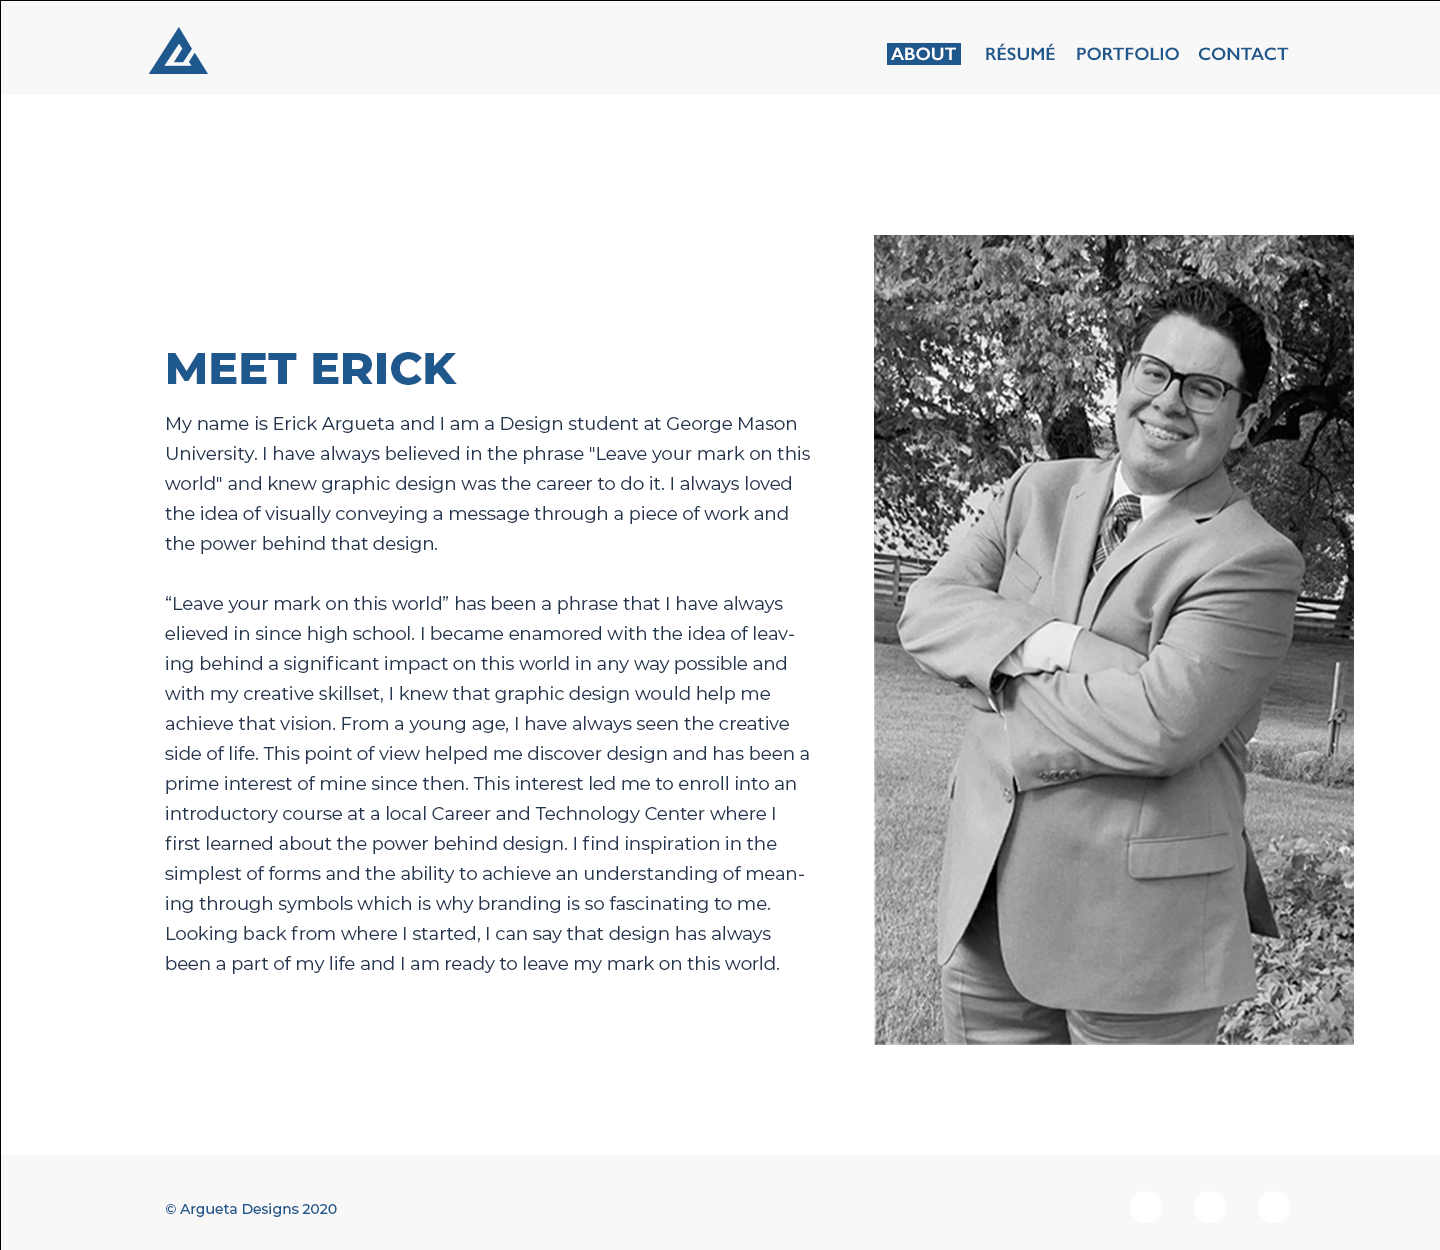 ABOUT RÉSUMÉ PORTFOLIO CONTACT
MEET ERICK
My name is Erick Argueta and I am a Design student at George Mason
University. I have always believed in the phrase "Leave your mark on this
world" and knew graphic design was the career to do it. I always loved
the idea of visually conveying a message through a piece of work and
the power behind that design.
“Leave your mark on this world” has been a phrase that I have always
elieved in since high school. I became enamored with the idea of leav-
ing behind a significant impact on this world in any way possible and
with my creative skillset, I knew that graphic design would help me
achieve that vision. From a young age, I have always seen the creative
side of life. This point of view helped me discover design and has been a
prime interest of mine since then. This interest led me to enroll into an
introductory course at a local Career and Technology Center where I
first learned about the power behind design. I find inspiration in the
simplest of forms and the ability to achieve an understanding of mean-
ing through symbols which is why branding is so fascinating to me.
Looking back from where I started, I can say that design has always
been a part of my life and I am ready to leave my mark on this world.
© Argueta Designs 2020